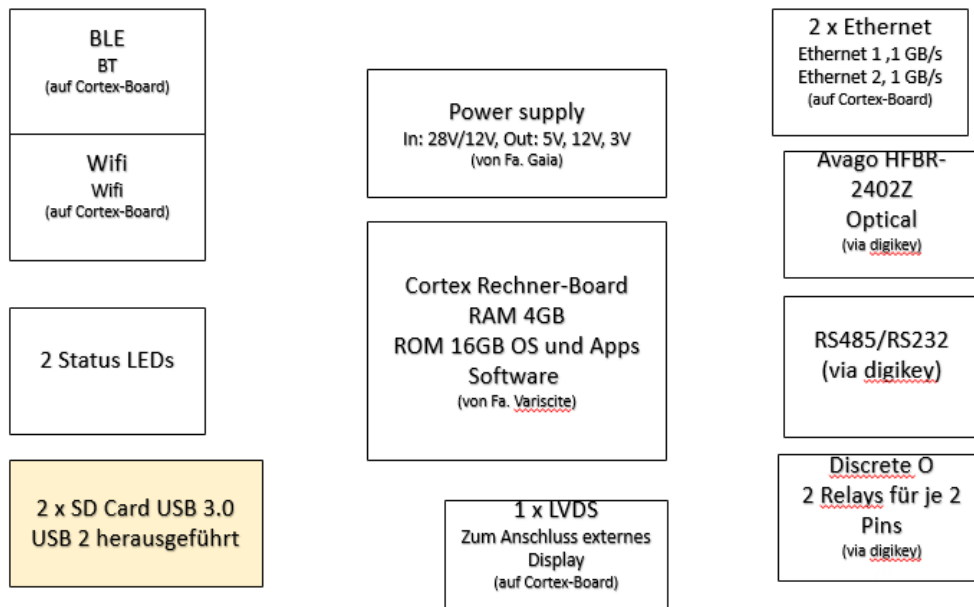 BLE
BT
(auf Cortex-Board)
Wifi
Wifi
(auf Cortex-Board)
2 Status LEDs
2 x SD Card USB 3.0
USB 2 herausgeführt
Power supply
In: 28V/12V, Out: 5V, 12V, 3V
(von Fa. Gaia)
Cortex Rechner-Board
RAM 4GB
ROM 16GB OS und Apps
Software
(von Fa. Variscite)
1 x LVDS
Zum Anschluss externes
Display
(auf Cortex-Board)
2 x Ethernet
Ethernet 1 ,1 GB/s
Ethernet 2, 1 GB/s
(auf Cortex-Board)
Avago HFBR-
2402Z
Optical
(via digikey)
RS485/RS232
(via digikey)
Discrete O
2 Relays für je 2
Pins
(via digikey)